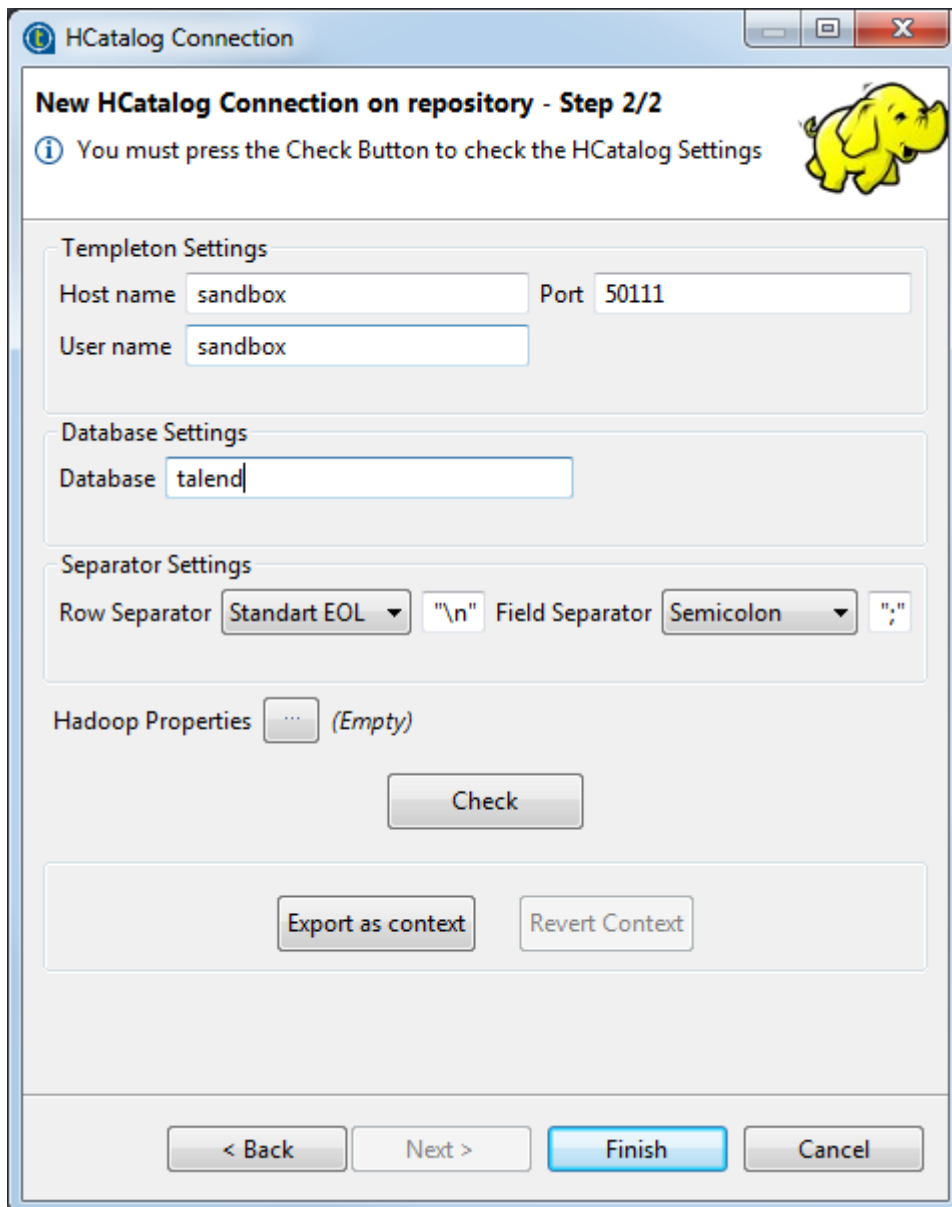 HCatalog Connection
New HCatalog Connection on repository - Step 2/2
You must press the Check Button to check the HCatalog Settings
Templeton Settings
Host name sandbox Port 50111
User name sandbox
Database Settings
Database talend
Separator Settings
Row Separator Standart EOL "\n" Field Separator Semicolon ";"
Hadoop Properties ... (Empty)
Check
Export as context Revert Context
< Back Next > Finish Cancel